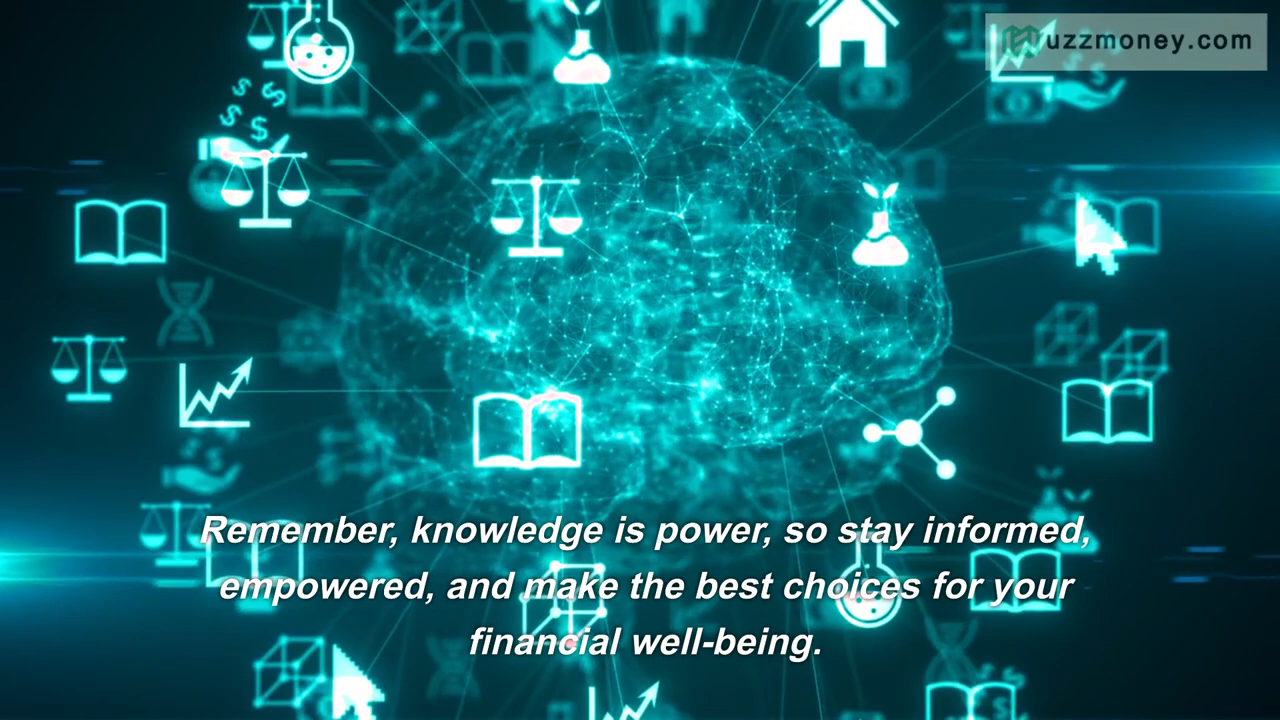 uzzmoney.com
Remember, knowledge is power, so stay informed,
empowered, and make the best choices for your
financial well-being.